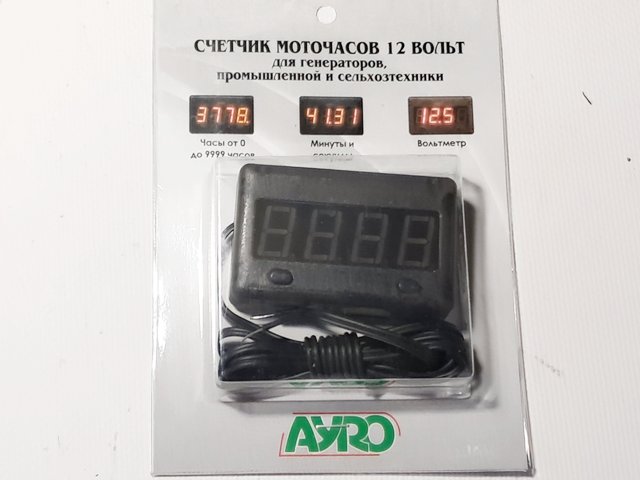 СЧЕТЧИК МОТОЧАСОВ 12 ВОЛЬТ
для генераторов,
промышленной и сельхозтехники
3778. 41.31 12.5
Часы от 0 Минуты и Вольтметр
до 9999 часов
AYRO